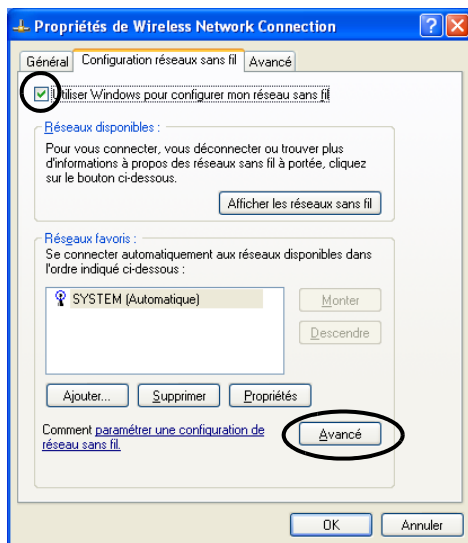 Propriétés de Wireless Network Connection
Général Configuration réseaux sans fil Avancé
Utiliser Windows pour configurer mon réseau sans fil
Réseaux disponibles :
Pour vous connecter, vous déconnecter ou trouver plus
d'informations à propos des réseaux sans fil à portée, cliquez
sur le bouton ci-dessous.
Afficher les réseaux sans fil
Réseaux favoris :
Se connecter automatiquement aux réseaux disponibles dans
l'ordre indiqué ci-dessous :
SYSTEM (Automatique)
Monter
Descendre
Ajouter... Supprimer Propriétés
Comment paramétrer une configuration de
réseau sans fil.
Avancé
OK Annuler